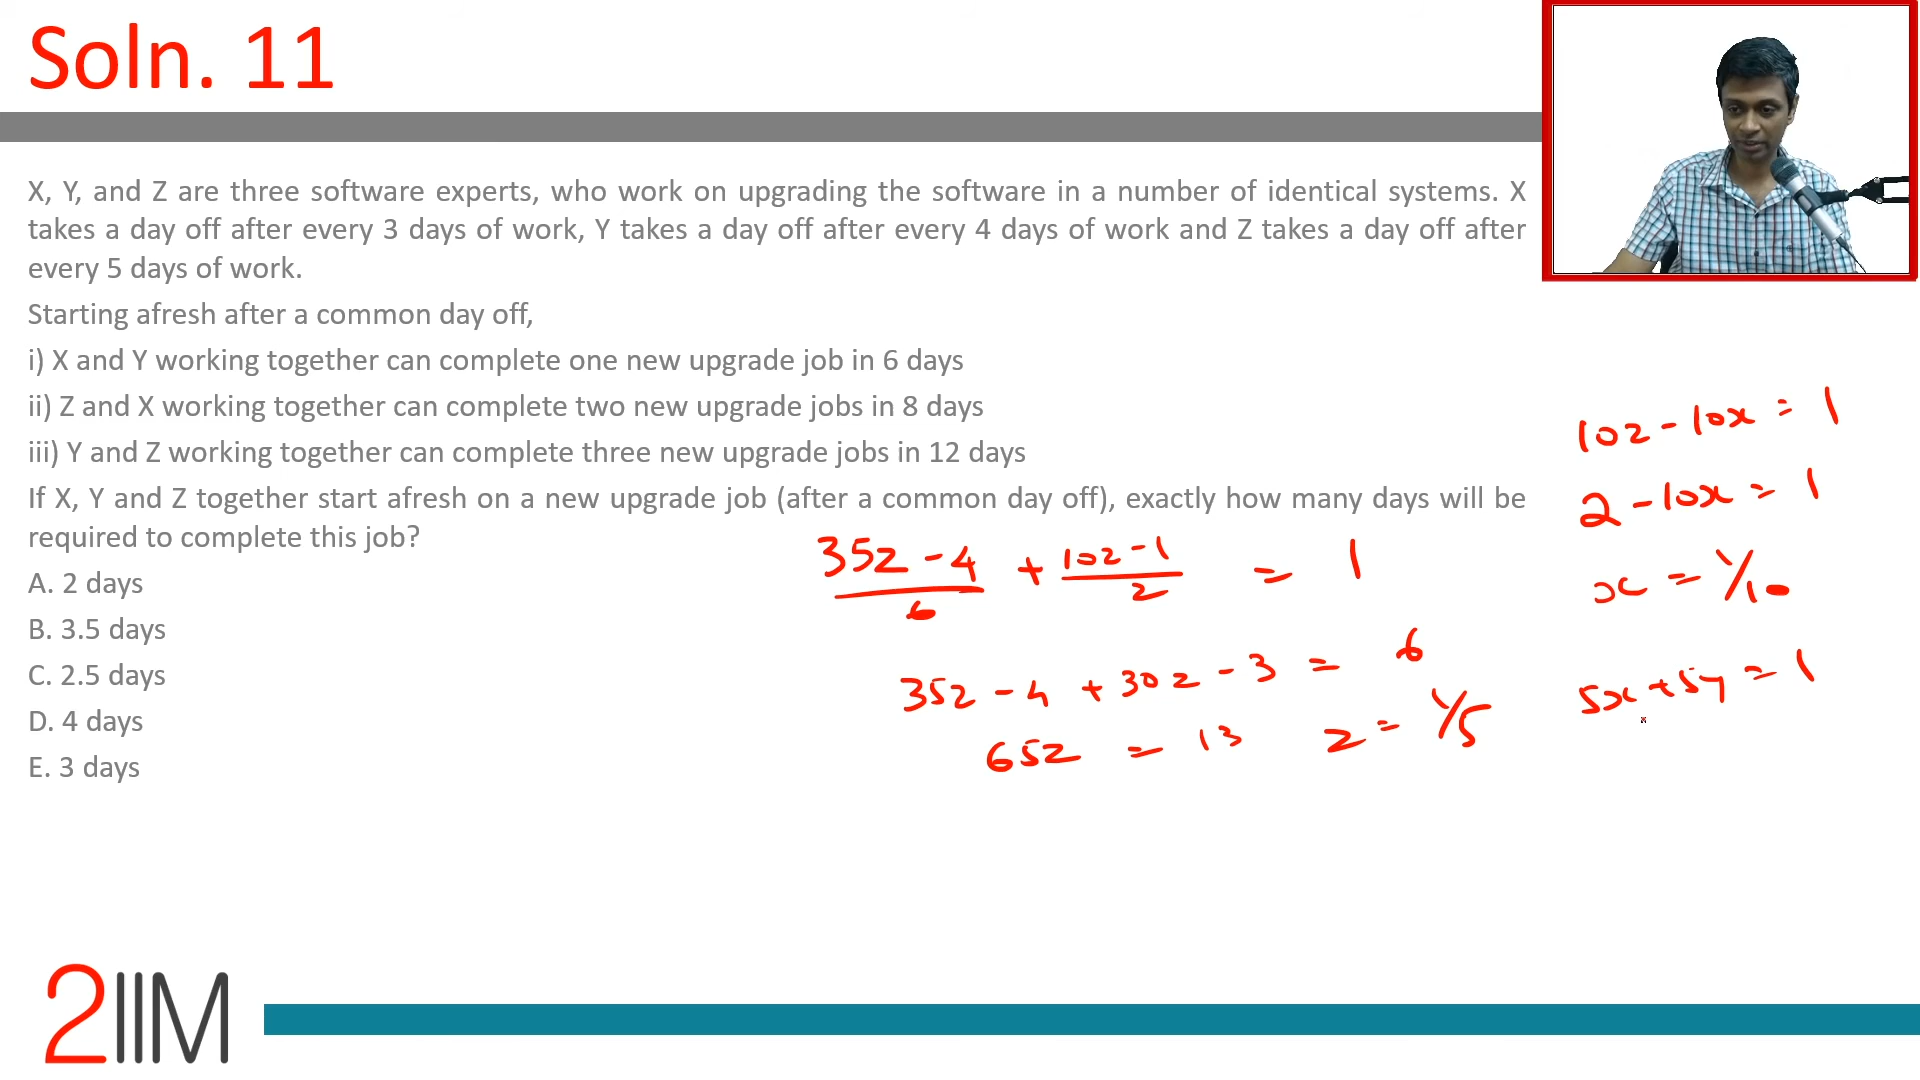 Soln. 11
X, Y, and Z are three software experts, who work on upgrading the software in a number of identical systems. X
takes a day off after every 3 days of work, Y takes a day off after every 4 days of work and Z takes a day off after
every 5 days of work.
Starting afresh after a common day off,
i) X and Y working together can complete one new upgrade job in 6 days
ii) Z and X working together can complete two new upgrade jobs in 8 days
iii) Y and Z working together can complete three new upgrade jobs in 12 days
If X, Y and Z together start afresh on a new upgrade job (after a common day off), exactly how many days will be
required to complete this job?
A. 2 days
B. 3.5 days
C. 2.5 days
D. 4 days
E. 3 days
35z - 4 / 6 + 10z - 1 / 2 = 1
35z - 4 + 30z - 3 = 6
65z = 13 z = 1/5
10z - 10x = 1
2 - 10x = 1
x = 1/10
5x + 5y = 1
2IIM